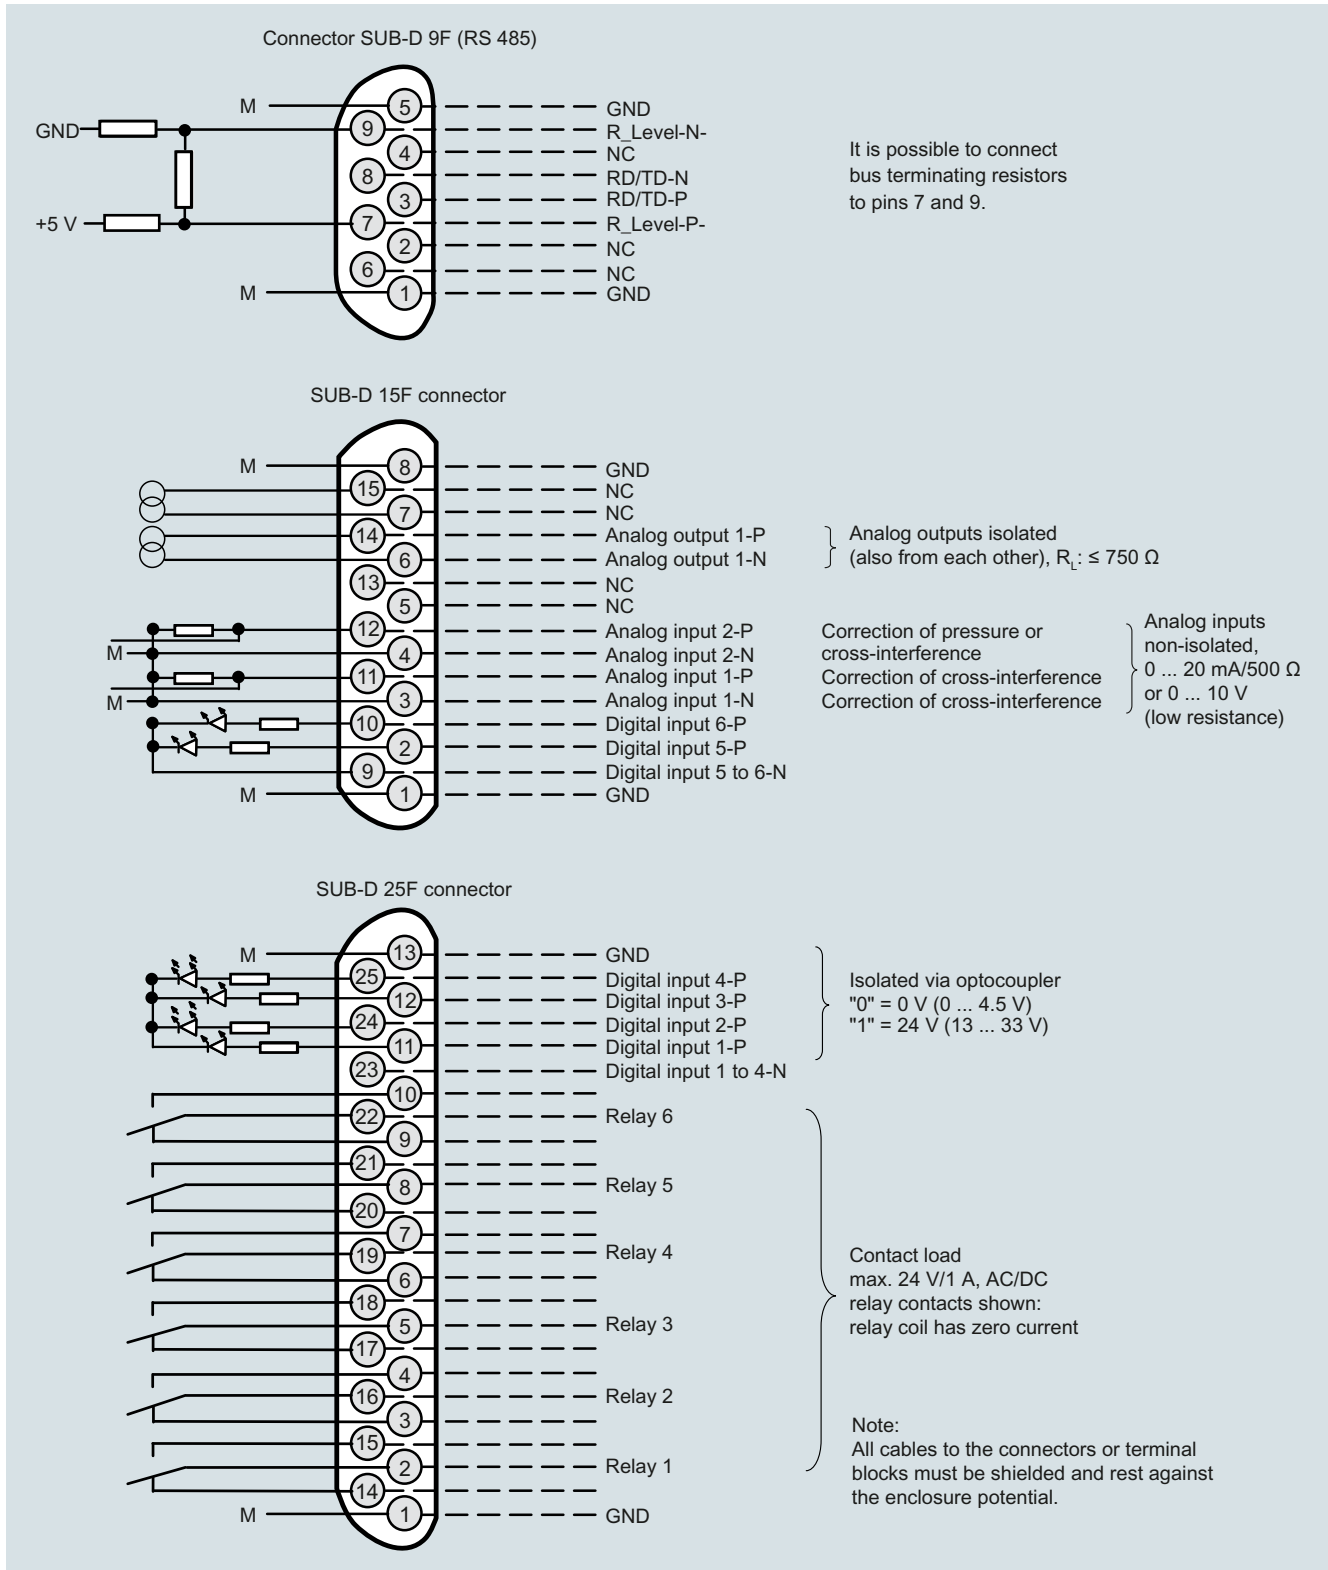 Connector SUB-D 9F (RS 485)
M 5 GND
GND 9 R_Level-N-
4 NC
8 RD/TD-N
3 RD/TD-P
+5 V 7 R_Level-P-
2 NC
6 NC
M 1 GND
It is possible to connect
bus terminating resistors
to pins 7 and 9.
SUB-D 15F connector
M 8 GND
15 NC
7 NC
14 Analog output 1-P
6 Analog output 1-N
Analog outputs isolated
(also from each other), R_L: ≤ 750 Ω
13 NC
5 NC
12 Analog input 2-P
M 4 Analog input 2-N
11 Analog input 1-P
M 3 Analog input 1-N
Correction of pressure or
cross-interference
Correction of cross-interference
Correction of cross-interference
Analog inputs
non-isolated,
0 ... 20 mA/500 Ω
or 0 ... 10 V
(low resistance)
10 Digital input 6-P
2 Digital input 5-P
9 Digital input 5 to 6-N
M 1 GND
SUB-D 25F connector
M 13 GND
25 Digital input 4-P
12 Digital input 3-P
24 Digital input 2-P
11 Digital input 1-P
23 Digital input 1 to 4-N
Isolated via optocoupler
"0" = 0 V (0 ... 4.5 V)
"1" = 24 V (13 ... 33 V)
10
22 Relay 6
9
21
8 Relay 5
20
7
19 Relay 4
6
18
5 Relay 3
17
4
16 Relay 2
3
15
2 Relay 1
14
M 1 GND
Contact load
max. 24 V/1 A, AC/DC
relay contacts shown:
relay coil has zero current
Note:
All cables to the connectors or terminal
blocks must be shielded and rest against
the enclosure potential.